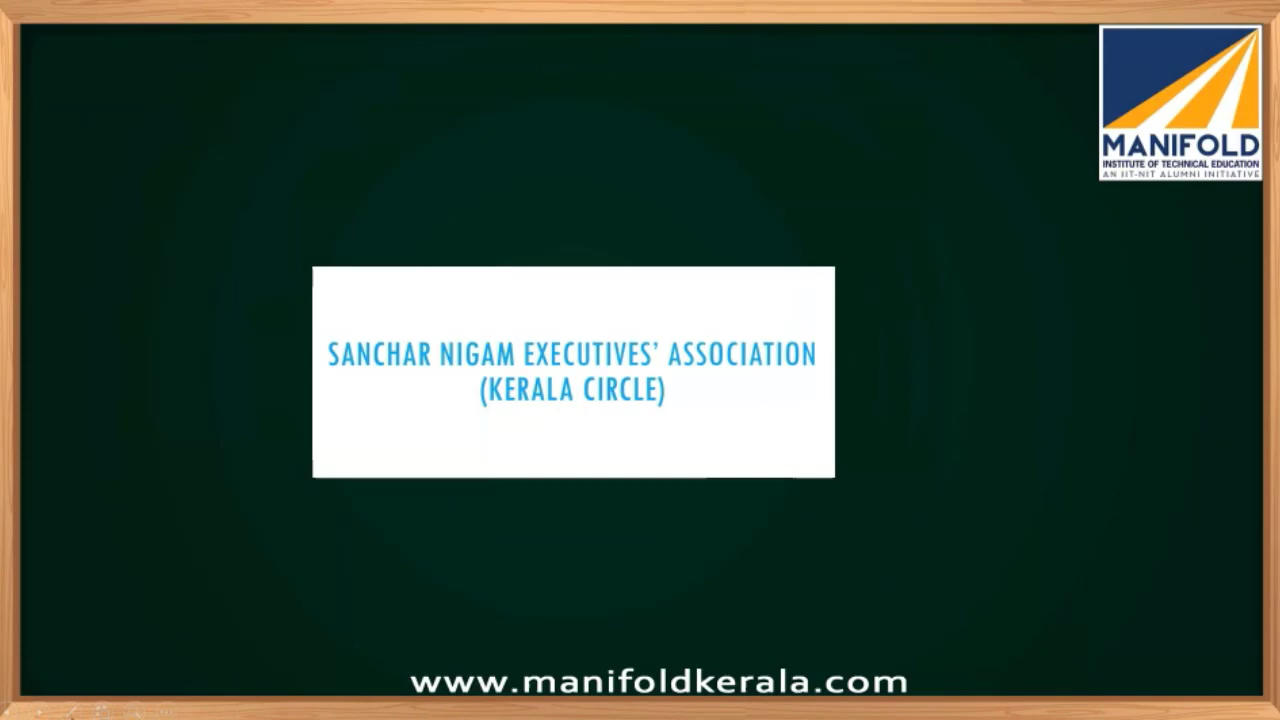 MANIFOLD
INSTITUTE OF TECHNICAL EDUCATION
AN IIT-NIT ALUMNI INITIATIVE
SANCHAR NIGAM EXECUTIVES’ ASSOCIATION
(KERALA CIRCLE)
www.manifoldkerala.com